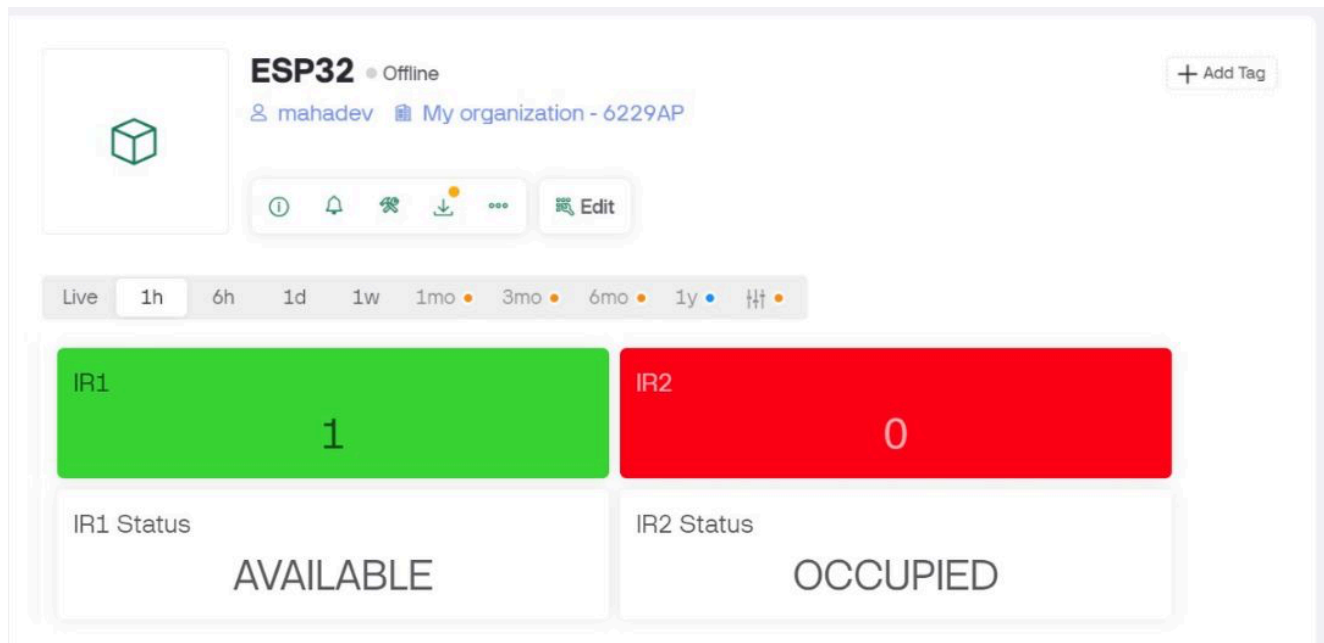 ESP32 Offline
+ Add Tag
mahadev My organization - 6229AP
Edit
Live 1h 6h 1d 1w 1mo 3mo 6mo 1y
IR1
1
IR2
0
IR1 Status
AVAILABLE
IR2 Status
OCCUPIED